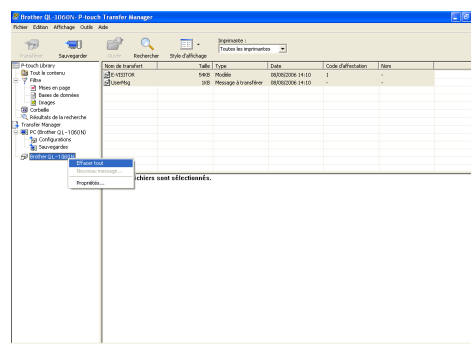 Brother QL-1060N- P-touch Transfer Manager
Fichier Edition Affichage Outils Aide
Imprimante :
Toutes les imprimantes
Transférer Sauvegarder Ouvrir Rechercher Style d'affichage
P-touch Library
Tout le contenu
Filtre
Mises en page
Bases de données
Images
Corbeille
Résultats de la recherche
Transfer Manager
PC (Brother QL-1060N)
Configurations
Sauvegardes
Brother QL-1060N
Nom de transfert Taille Type Date Code d'affectation Nom
E-VISITOR 54KB Modèle 08/08/2006 14:10 1 -
UserMsg 1KB Message à transférer 08/08/2006 14:10 - -
Effacer tout
Nouveau message...
Propriétés...
ichiers sont sélectionnés.